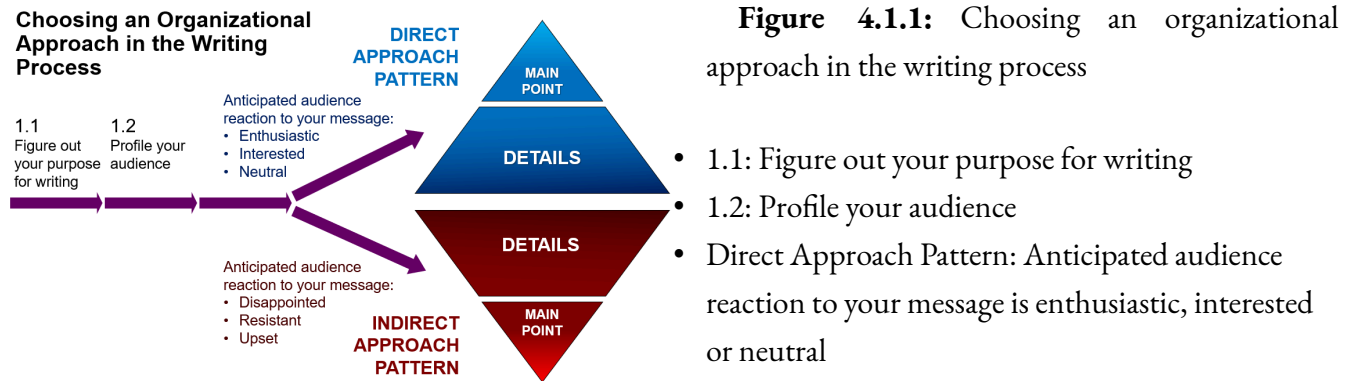 Choosing an Organizational
Approach in the Writing
Process
1.1
Figure out
your purpose
for writing
1.2
Profile your
audience
Anticipated audience
reaction to your message:
• Enthusiastic
• Interested
• Neutral
DIRECT
APPROACH
PATTERN
MAIN
POINT
DETAILS
Anticipated audience
reaction to your message:
• Disappointed
• Resistant
• Upset
INDIRECT
APPROACH
PATTERN
DETAILS
MAIN
POINT
Figure 4.1.1: Choosing an organizational
approach in the writing process
• 1.1: Figure out your purpose for writing
• 1.2: Profile your audience
• Direct Approach Pattern: Anticipated audience
reaction to your message is enthusiastic, interested
or neutral